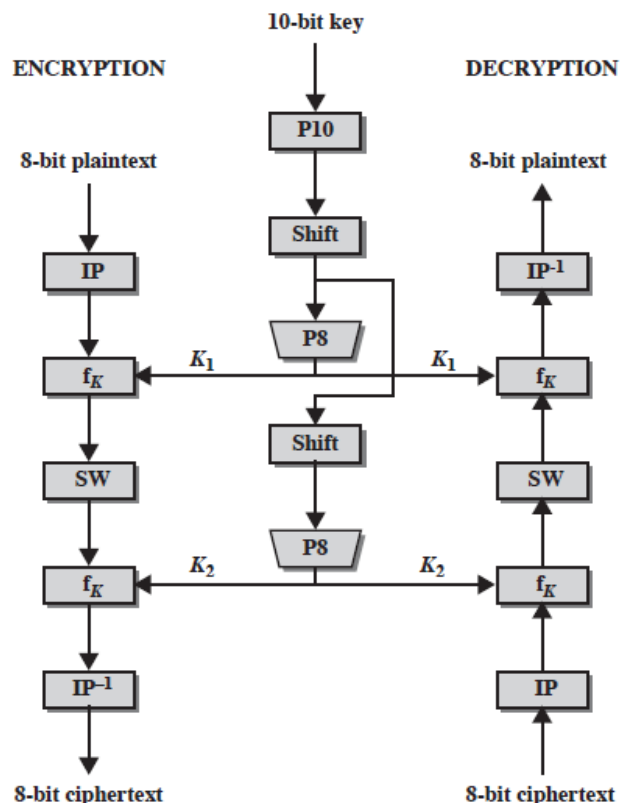 10-bit key
ENCRYPTION
DECRYPTION
P10
8-bit plaintext
8-bit plaintext
Shift
IP
IP-1
P8
K1
K1
fK
fK
Shift
SW
SW
P8
K2
K2
fK
fK
IP–1
IP
8-bit ciphertext
8-bit ciphertext